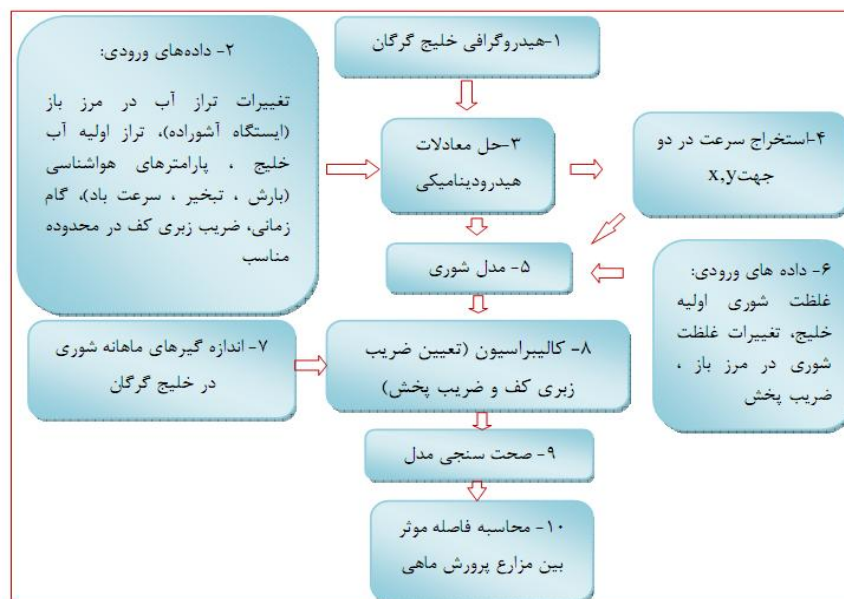 ۱-هیدروگرافی خلیج گرگان
۲- داده‌های ورودی:
تغییرات تراز آب در مرز باز
(ایستگاه آشوراده)، تراز اولیه آب
خلیج ، پارامترهای هواشناسی
(بارش ، تبخیر ، سرعت باد)، گام
زمانی، ضریب زبری کف در محدوده
مناسب
۳-حل معادلات
هیدرودینامیکی
۴-استخراج سرعت در دو
جهت x,y
۵- مدل شوری
۶- داده های ورودی:
غلظت شوری اولیه
خلیج، تغییرات غلظت
شوری در مرز باز ،
ضریب پخش
۷- اندازه گیرهای ماهانه شوری
در خلیج گرگان
۸- کالیبراسیون (تعیین ضریب
زبری کف و ضریب پخش)
۹- صحت سنجی مدل
۱۰- محاسبه فاصله موثر
بین مزارع پرورش ماهی